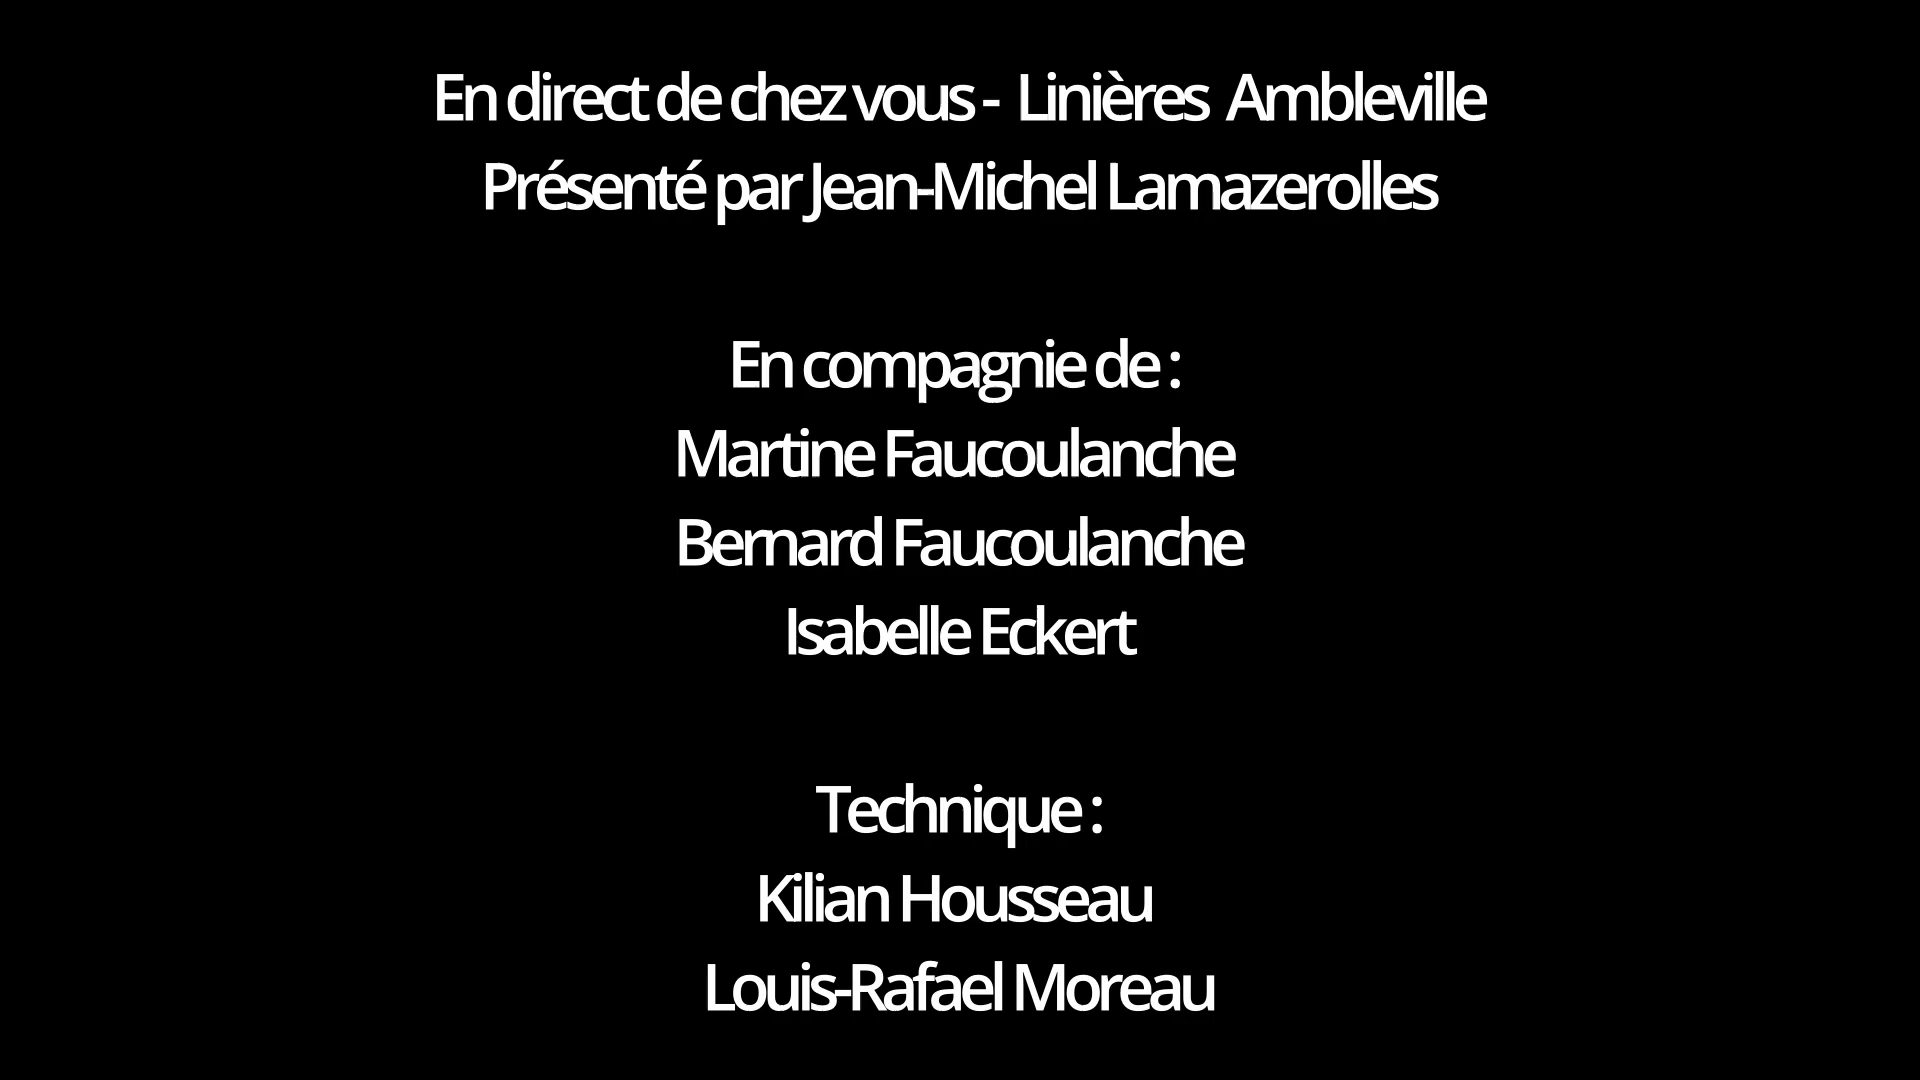 En direct de chez vous - Linières Ambleville
Présenté par Jean-Michel Lamazerolles
En compagnie de :
Martine Faucoulanche
Bernard Faucoulanche
Isabelle Eckert
Technique :
Kilian Housseau
Louis-Rafael Moreau